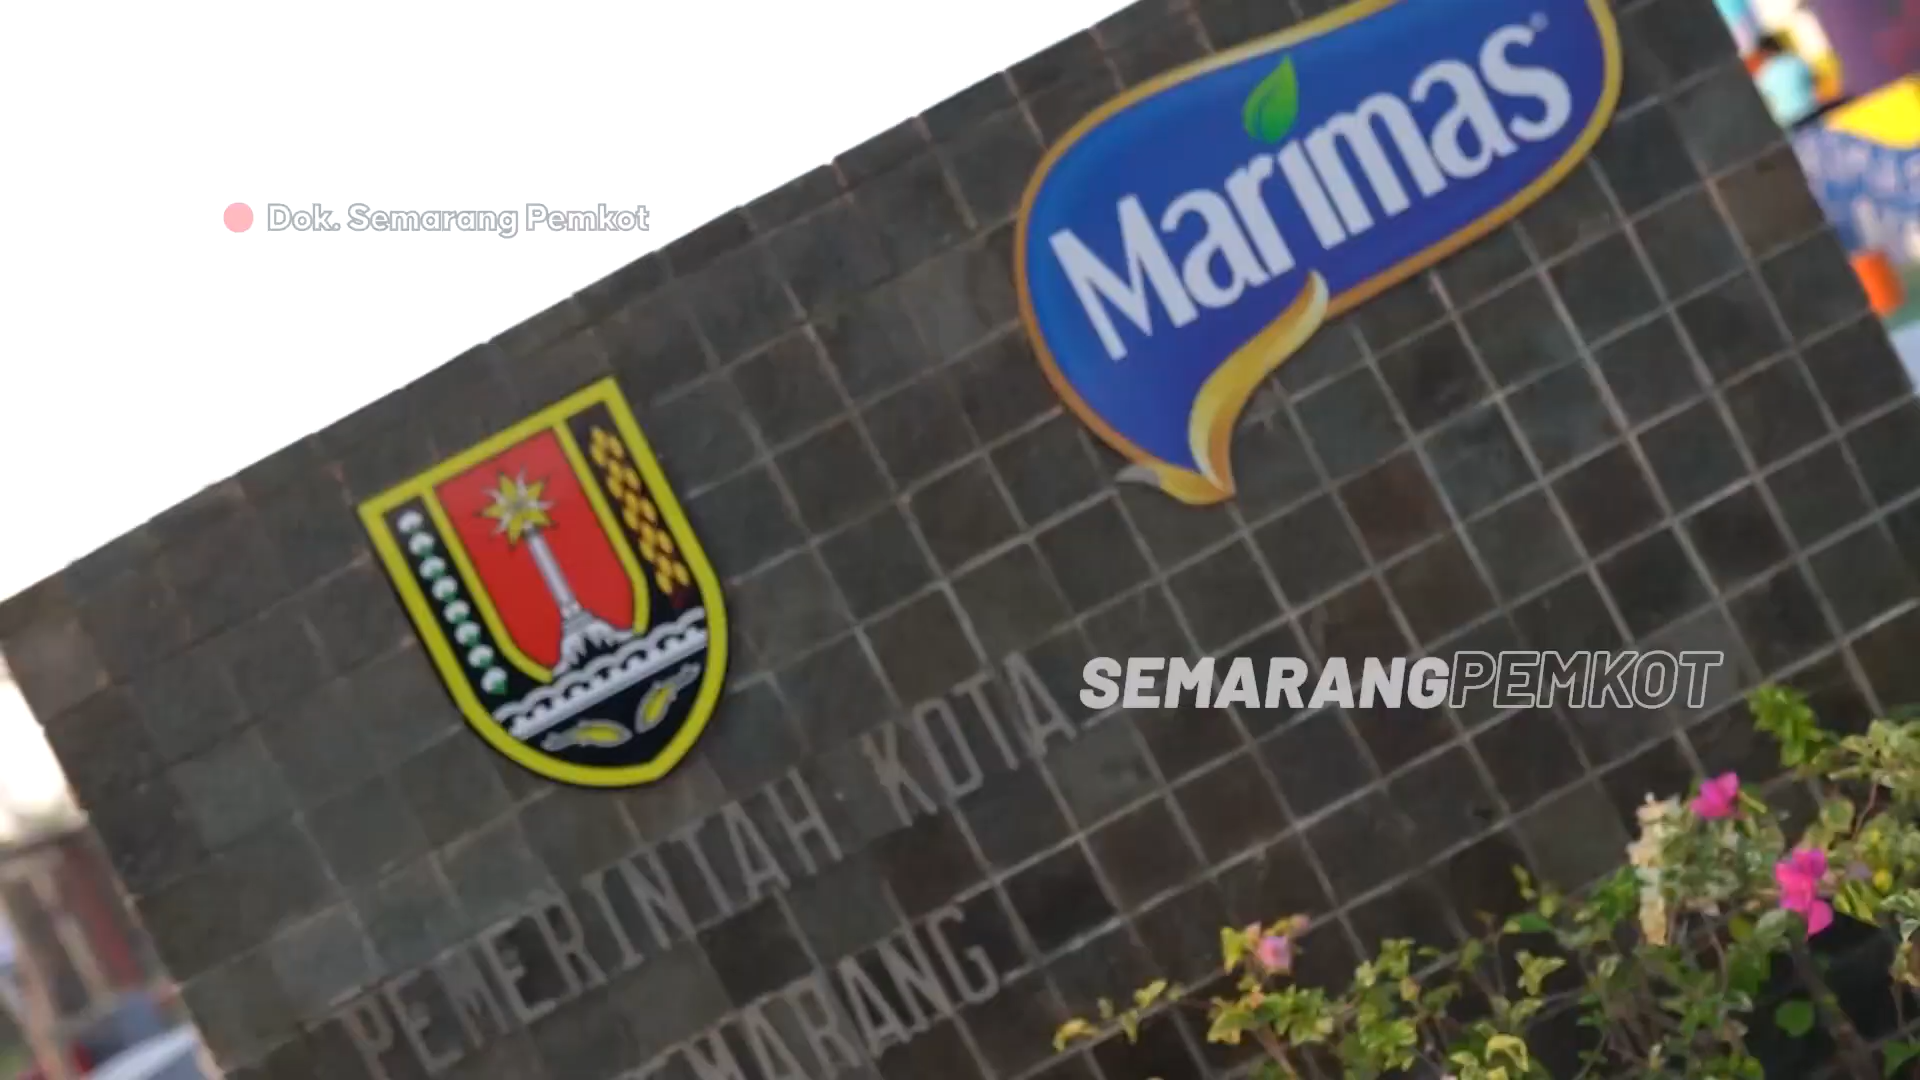 Dok. Semarang Pemkot
Marimas
SEMARANGPEMKOT
PEMERINTAH KOTA
MARANG